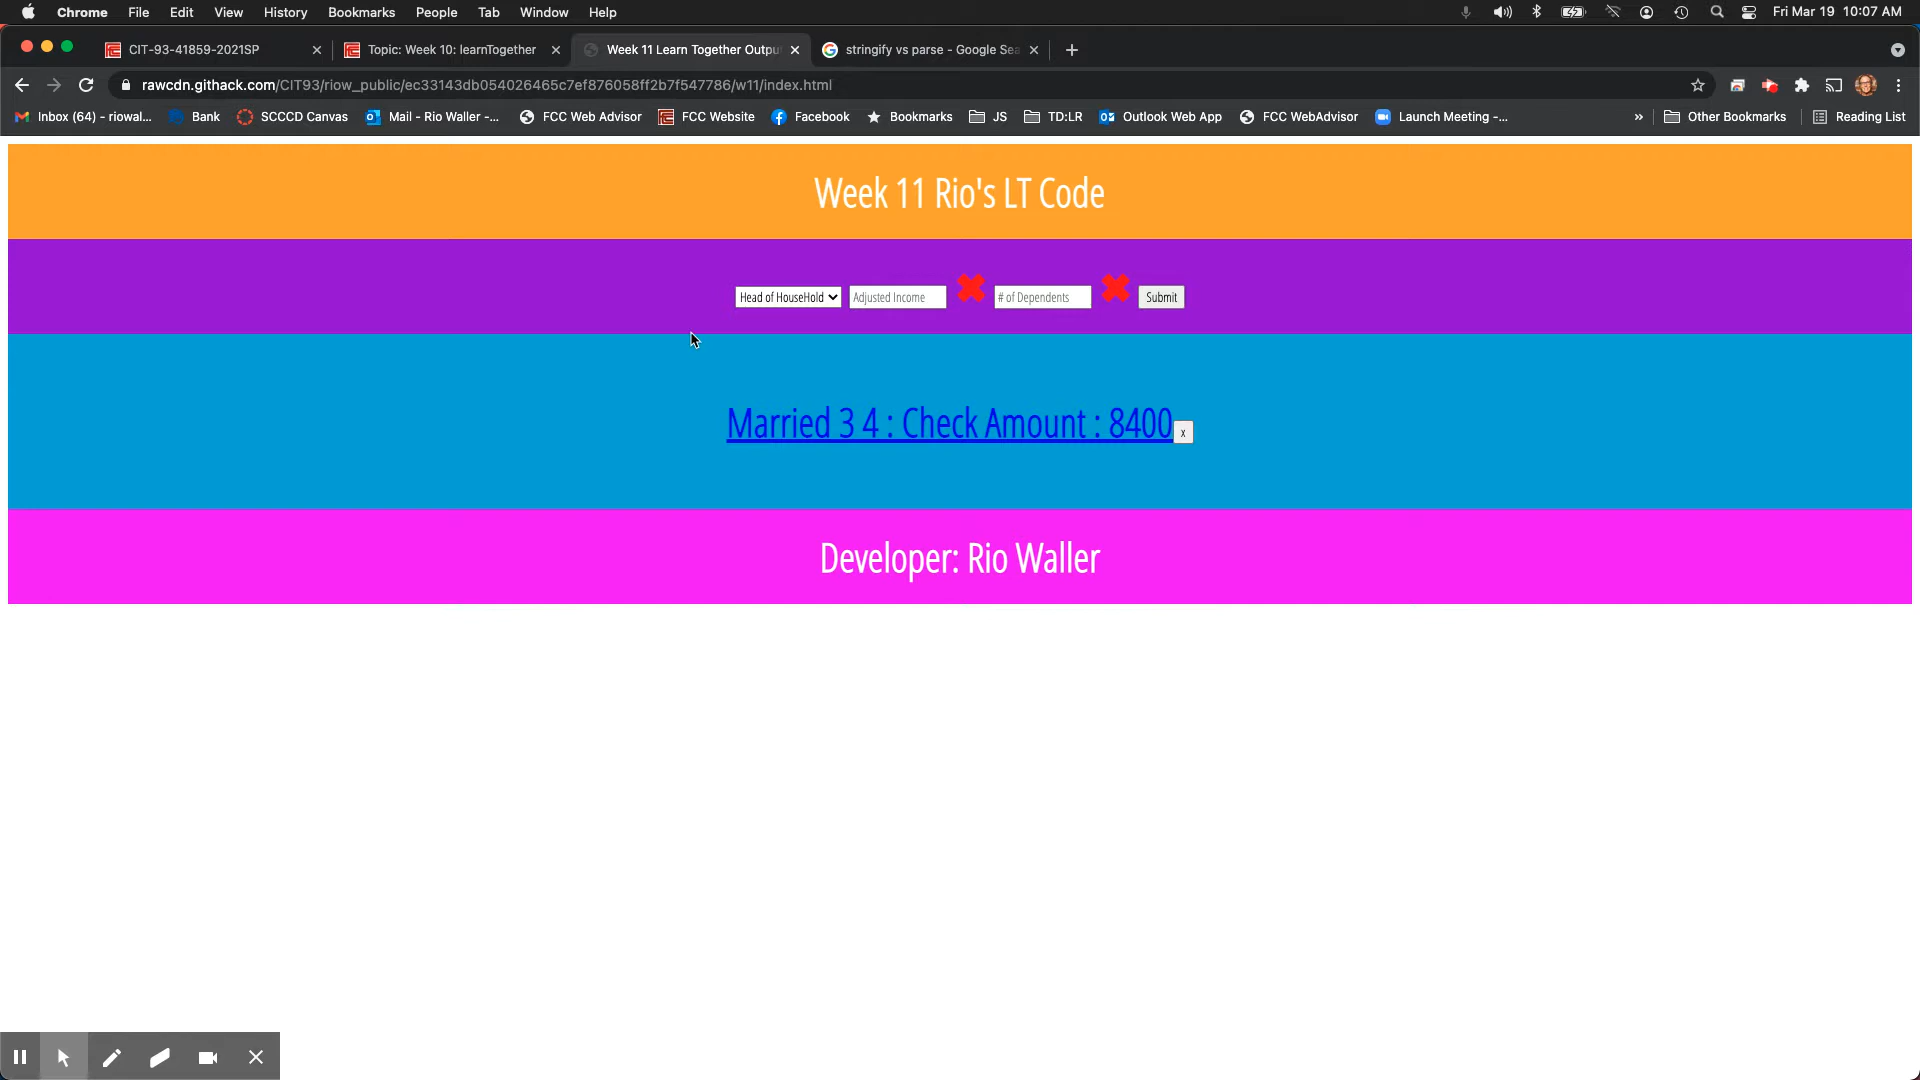 Chrome File Edit View History Bookmarks People Tab Window Help Fri Mar 19 10:07 AM
CIT-93-41859-2021SP Topic: Week 10: learnTogether Week 11 Learn Together Outpu stringify vs parse - Google Sea
rawcdn.githack.com/CIT93/riow_public/ec33143db054026465c7ef876058ff2b7f547786/w11/index.html
Inbox (64) - riowal... Bank SCCCD Canvas Mail - Rio Waller -... FCC Web Advisor FCC Website Facebook Bookmarks JS TD:LR Outlook Web App FCC WebAdvisor Launch Meeting -... » Other Bookmarks Reading List
Week 11 Rio's LT Code
Head of HouseHold Adjusted Income # of Dependents Submit
Married 3 4 : Check Amount : 8400 x
Developer: Rio Waller